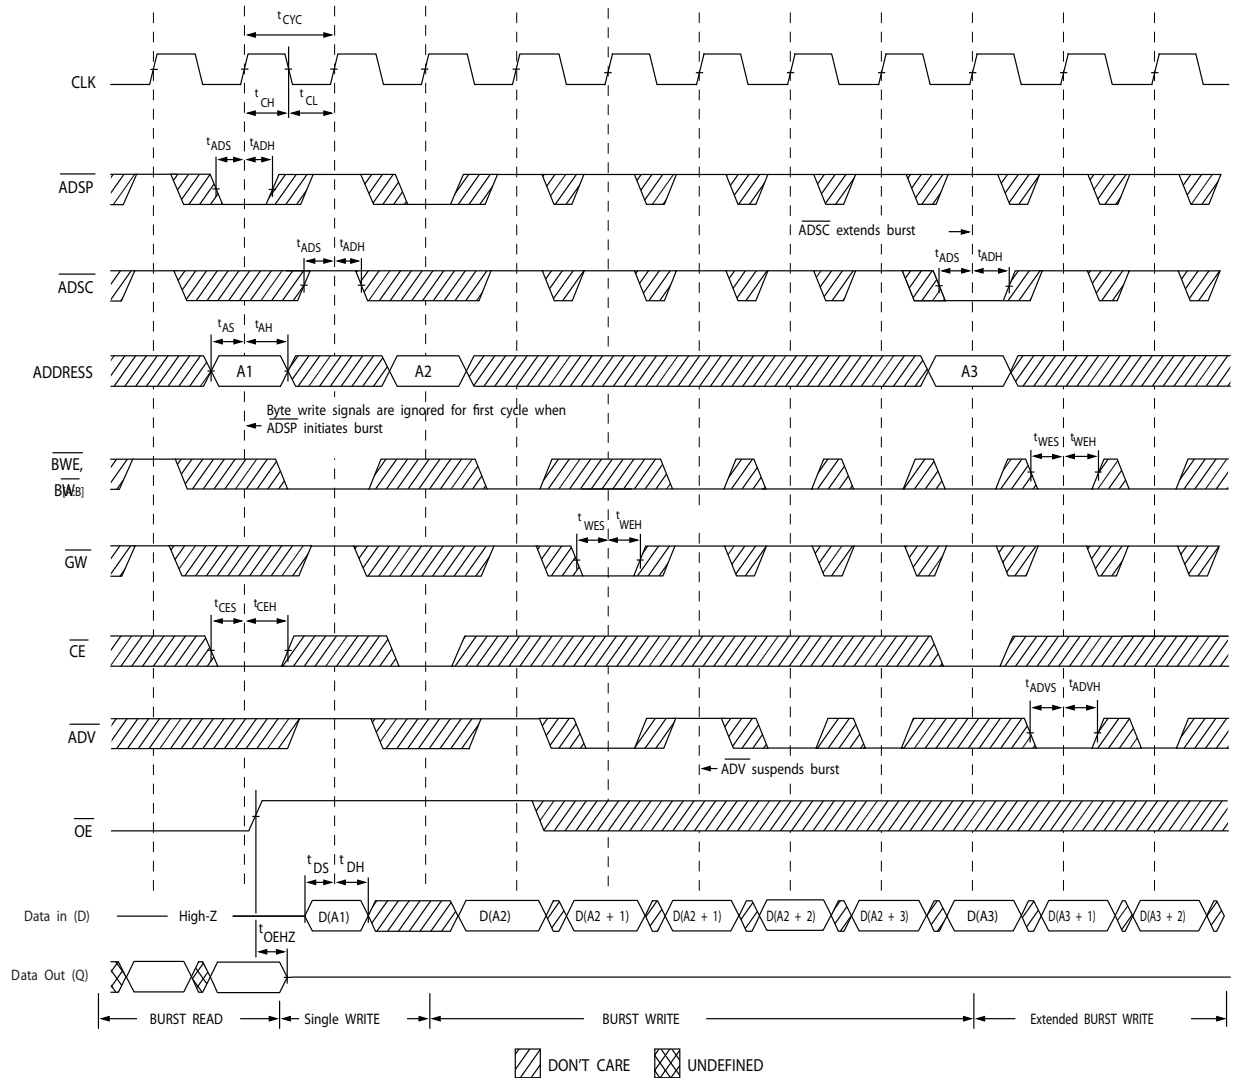 tCYC
CLK
tCH
tCL
tADS
tADH
ADSP
ADSC extends burst
tADS
tADH
tADS
tADH
ADSC
tAS
tAH
ADDRESS
A1
A2
A3
Byte write signals are ignored for first cycle when
ADSP initiates burst
tWES
tWEH
BWE,
tWES
tWEH
GW
tCES
tCEH
CE
tADVS
tADVH
ADV
ADV suspends burst
OE
tDS
tDH
Data in (D)
High-Z
D(A1)
D(A2)
D(A2 + 1)
D(A2 + 1)
D(A2 + 2)
D(A2 + 3)
D(A3)
D(A3 + 1)
D(A3 + 2)
tOEHZ
Data Out (Q)
BURST READ
Single WRITE
BURST WRITE
Extended BURST WRITE
DON'T CARE
UNDEFINED